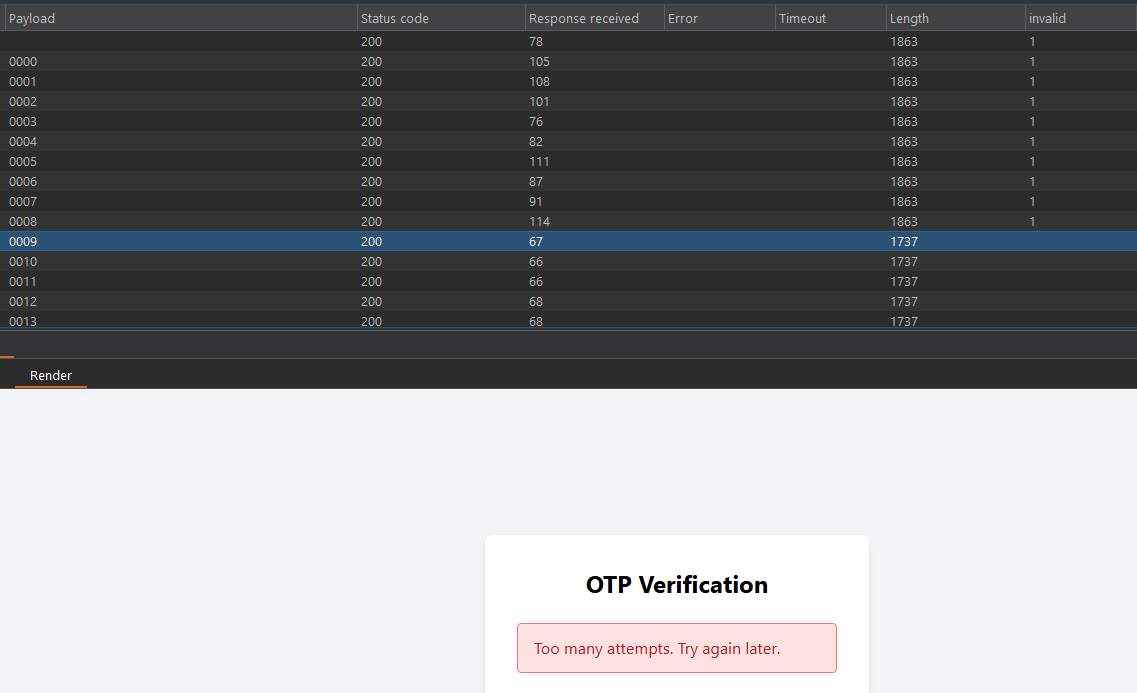 Payload Status code Response received Error Timeout Length invalid
200 78 1863 1
0000 200 105 1863 1
0001 200 108 1863 1
0002 200 101 1863 1
0003 200 76 1863 1
0004 200 82 1863 1
0005 200 111 1863 1
0006 200 87 1863 1
0007 200 91 1863 1
0008 200 114 1863 1
0009 200 67 1737
0010 200 66 1737
0011 200 66 1737
0012 200 68 1737
0013 200 68 1737
Render
OTP Verification
Too many attempts. Try again later.